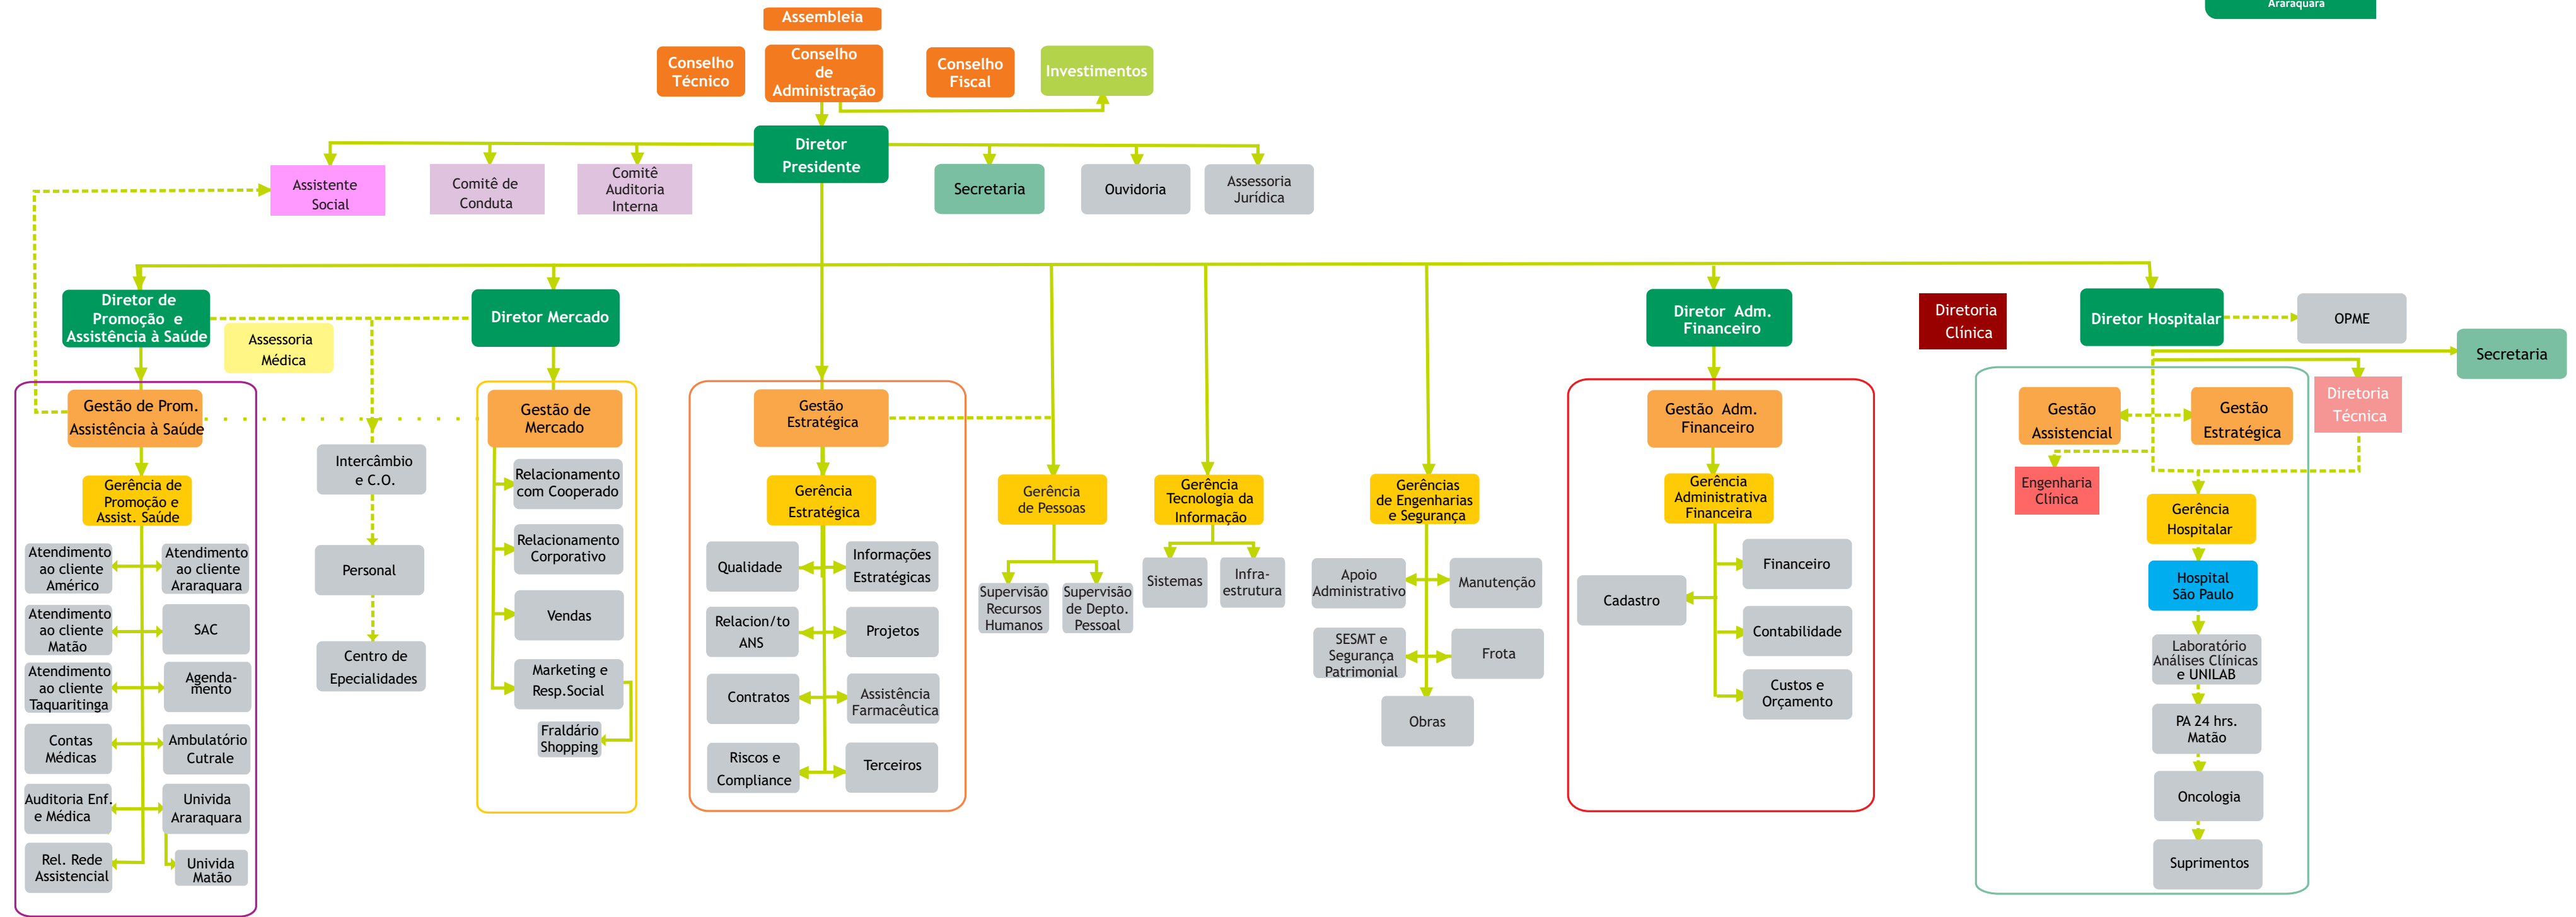 Araraquara
Assembleia
Conselho
Técnico
Conselho
de
Administração
Conselho
Fiscal
Investimentos
Diretor
Presidente
Assistente
Social
Comitê de
Conduta
Comitê
Auditoria
Interna
Secretaria
Ouvidoria
Assessoria
Jurídica
Diretor de
Promoção e
Assistência à Saúde
Assessoria
Médica
Diretor Mercado
Diretor Adm.
Financeiro
Diretoria
Clínica
Diretor Hospitalar
OPME
Secretaria
Gestão de Prom.
Assistência à Saúde
Gestão de
Mercado
Gestão
Estratégica
Gestão Adm.
Financeiro
Gestão
Assistencial
Gestão
Estratégica
Diretoria
Técnica
Gerência de
Promoção e
Assist. Saúde
Atendimento
ao cliente
Américo
Atendimento
ao cliente
Araraquara
Atendimento
ao cliente
Matão
SAC
Atendimento
ao cliente
Taquaritinga
Agenda-
mento
Contas
Médicas
Ambulatório
Cutrale
Auditoria Enf.
e Médica
Univida
Araraquara
Rel. Rede
Assistencial
Univida
Matão
Intercâmbio
e C.O.
Personal
Centro de
Epecialidades
Relacionamento
com Cooperado
Relacionamento
Corporativo
Vendas
Marketing e
Resp.Social
Fraldário
Shopping
Gerência
Estratégica
Qualidade
Informações
Estratégicas
Relacion/to
ANS
Projetos
Contratos
Assistência
Farmacêutica
Riscos e
Compliance
Terceiros
Gerência
de Pessoas
Supervisão
Recursos
Humanos
Supervisão
de Depto.
Pessoal
Gerência
Tecnologia da
Informação
Sistemas
Infra-
estrutura
Gerências
de Engenharias
e Segurança
Apoio
Administrativo
Manutenção
SESMT e
Segurança
Patrimonial
Frota
Obras
Gerência
Administrativa
Financeira
Financeiro
Cadastro
Contabilidade
Custos e
Orçamento
Engenharia
Clínica
Gerência
Hospitalar
Hospital
São Paulo
Laboratório
Análises Clínicas
e UNILAB
PA 24 hrs.
Matão
Oncologia
Suprimentos